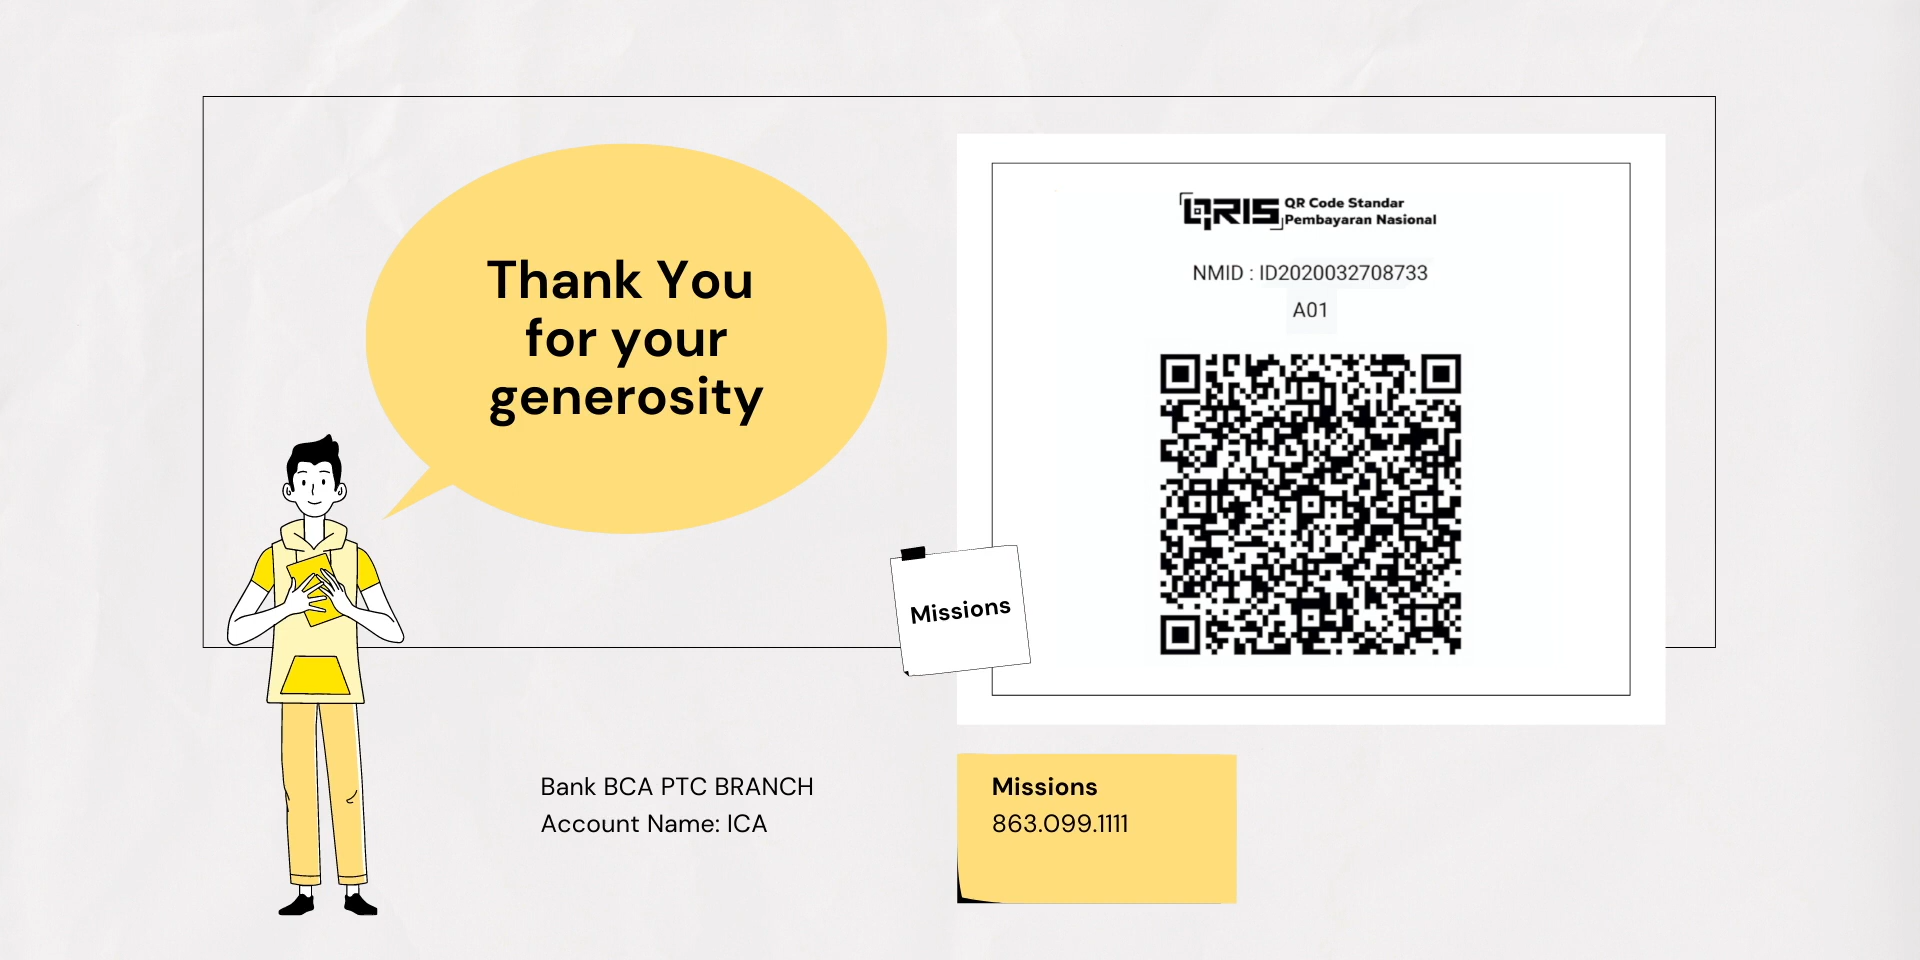 Thank You
for your
generosity
QRIS QR Code Standar
Pembayaran Nasional
NMID : ID2020032708733
A01
Missions
Bank BCA PTC BRANCH
Account Name: ICA
Missions
863.099.1111